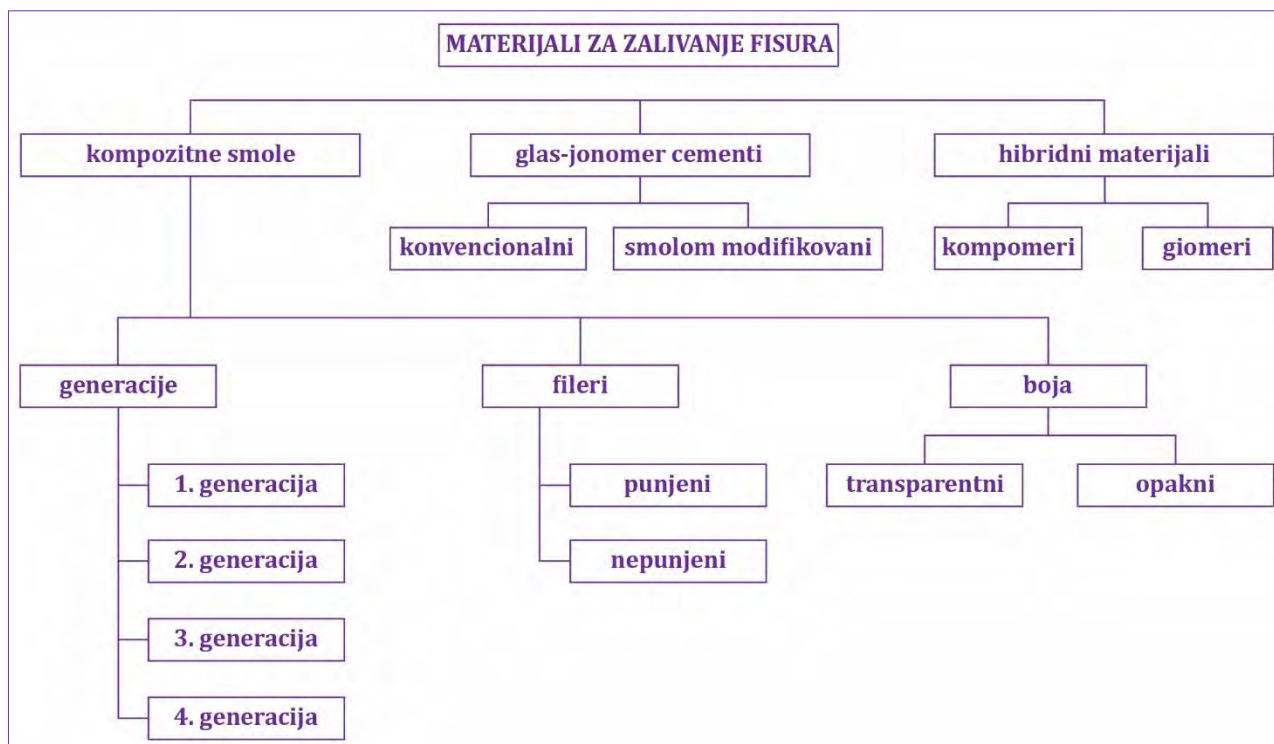 MATERIJALI ZA ZALIVANJE FISURA
kompozitne smole
glas-jonomer cementi
hibridni materijali
konvencionalni
smolom modifikovani
kompomeri
giomeri
generacije
fileri
boja
1. generacija
2. generacija
3. generacija
4. generacija
punjeni
nepunjeni
transparentni
opakni